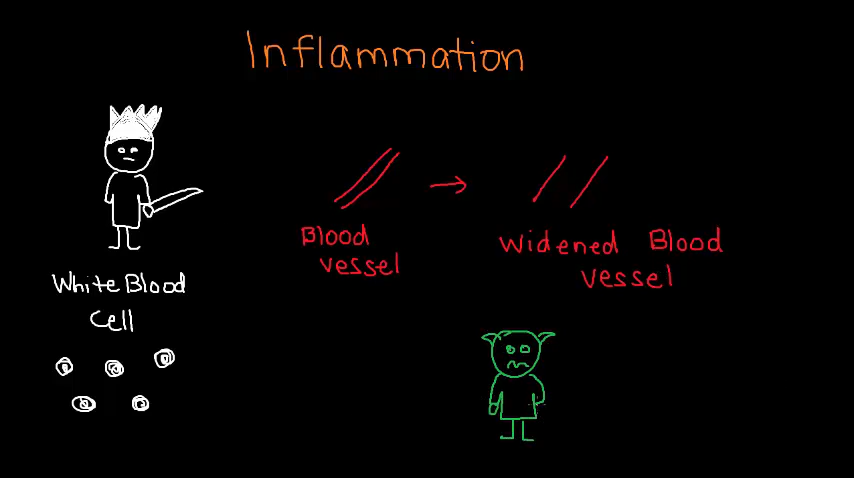 Inflammation
Blood
vessel
Widened Blood
vessel
White Blood
Cell